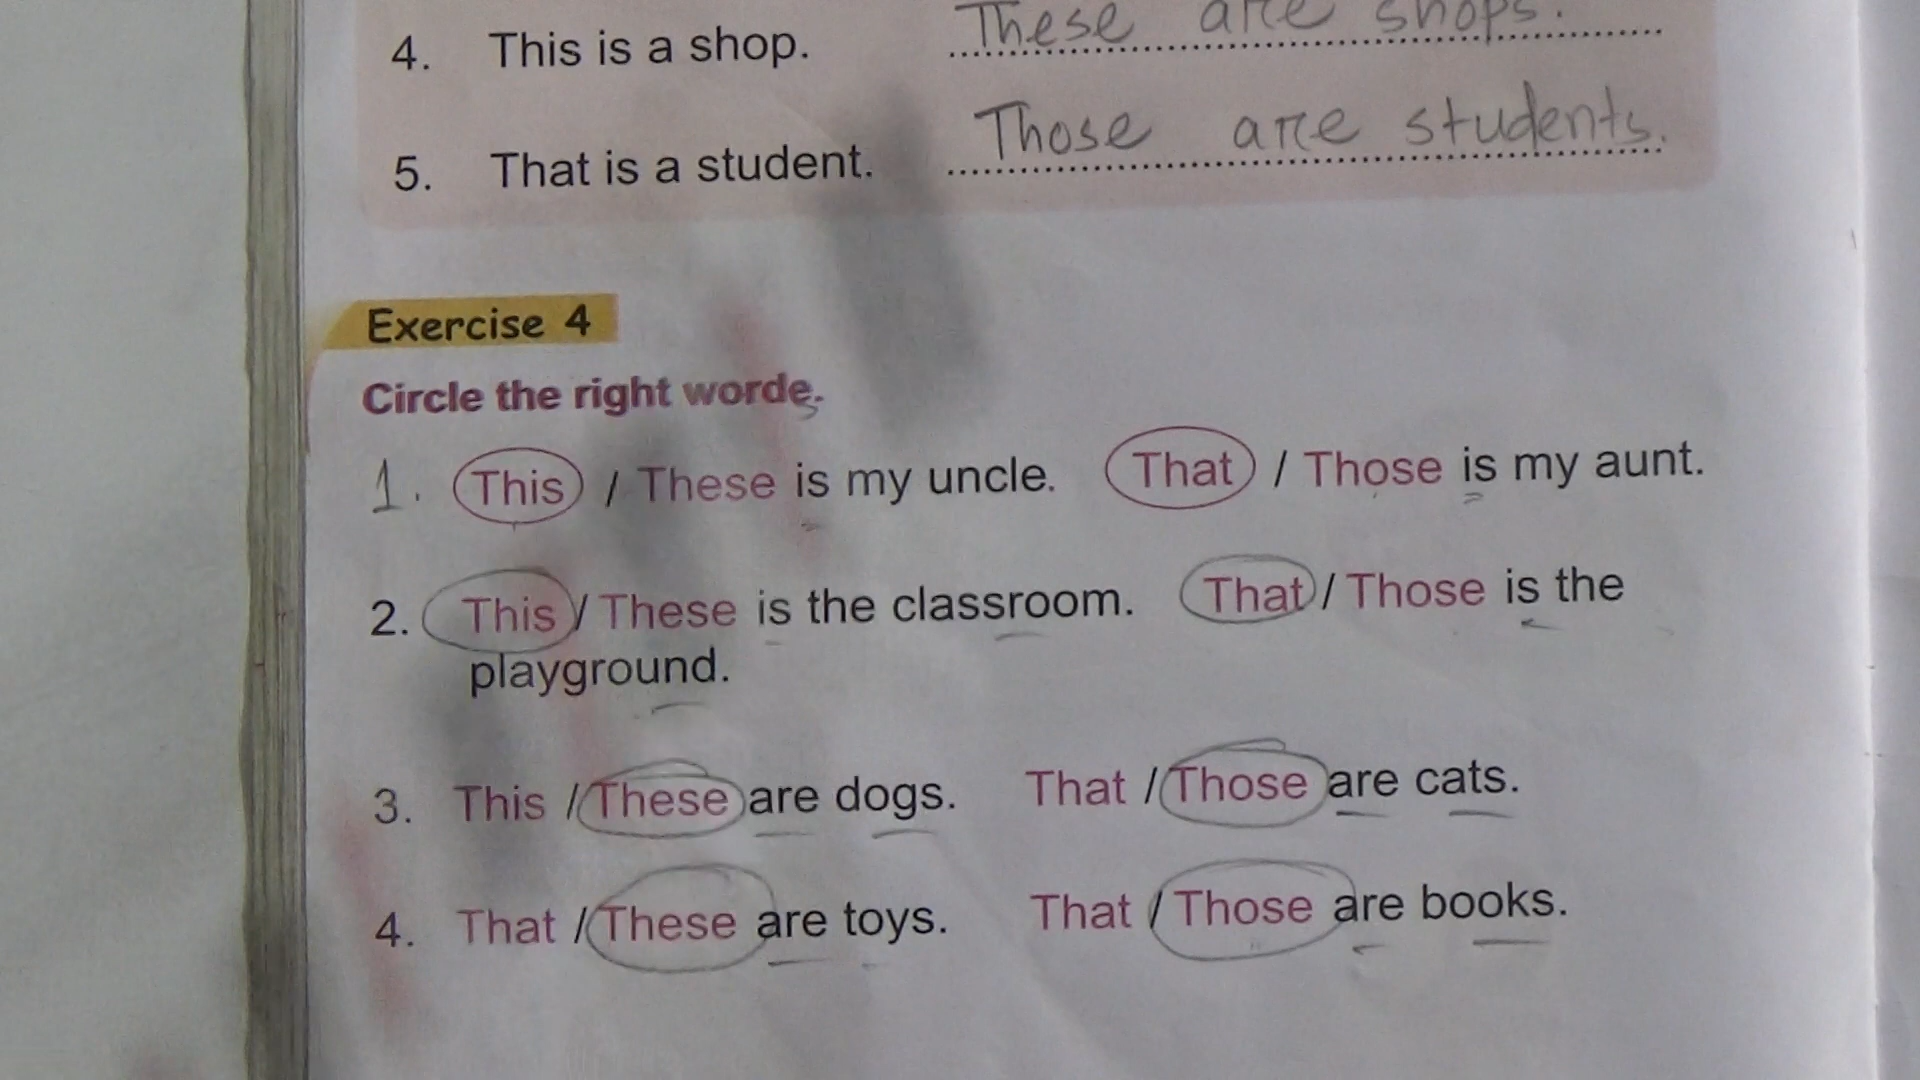 4. This is a shop. These are shops.
5. That is a student. Those are students.
Exercise 4
Circle the right worde.
1. This / These is my uncle. That / Those is my aunt.
2. This / These is the classroom. That / Those is the
playground.
3. This / These are dogs. That / Those are cats.
4. That / These are toys. That / Those are books.